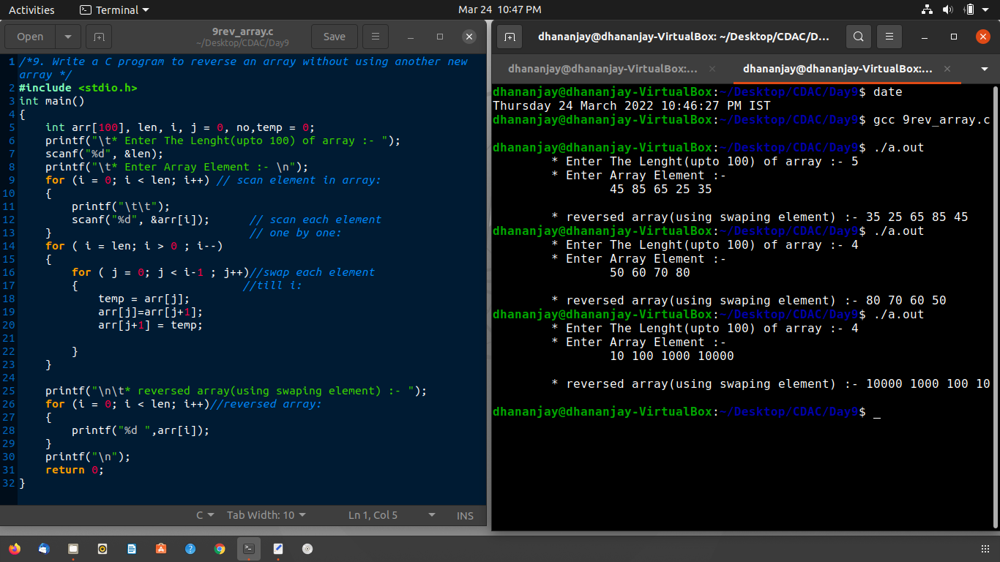 Activities Terminal Mar 24 10:47 PM
Open 9rev_array.c Save
~/Desktop/CDAC/Day9
1 /*9. Write a C program to reverse an array without using another new
array */
2 #include <stdio.h>
3 int main()
4 {
5     int arr[100], len, i, j = 0, no,temp = 0;
6     printf("\t* Enter The Lenght(upto 100) of array :- ");
7     scanf("%d", &len);
8     printf("\t* Enter Array Element :- \n");
9     for (i = 0; i < len; i++) // scan element in array:
10     {
11         printf("\t\t");
12         scanf("%d", &arr[i]);      // scan each element
13     }                              // one by one:
14     for ( i = len; i > 0 ; i--)
15     {
16         for ( j = 0; j < i-1 ; j++)//swap each element
17         {                         //till i:
18             temp = arr[j];
19             arr[j]=arr[j+1];
20             arr[j+1] = temp;
21
22         }
23     }
24
25     printf("\n\t* reversed array(using swaping element) :- ");
26     for (i = 0; i < len; i++)//reversed array:
27     {
28         printf("%d ",arr[i]);
29     }
30     printf("\n");
31     return 0;
32 }
C Tab Width: 10 Ln 1, Col 5 INS
dhananjay@dhananjay-VirtualBox: ~/Desktop/CDAC/D...
dhananjay@dhananjay-VirtualBox:... dhananjay@dhananjay-VirtualBox:...
dhananjay@dhananjay-VirtualBox:~/Desktop/CDAC/Day9$ date
Thursday 24 March 2022 10:46:27 PM IST
dhananjay@dhananjay-VirtualBox:~/Desktop/CDAC/Day9$ gcc 9rev_array.c
dhananjay@dhananjay-VirtualBox:~/Desktop/CDAC/Day9$ ./a.out
        * Enter The Lenght(upto 100) of array :- 5
        * Enter Array Element :-
                45 85 65 25 35
        * reversed array(using swaping element) :- 35 25 65 85 45
dhananjay@dhananjay-VirtualBox:~/Desktop/CDAC/Day9$ ./a.out
        * Enter The Lenght(upto 100) of array :- 4
        * Enter Array Element :-
                50 60 70 80
        * reversed array(using swaping element) :- 80 70 60 50
dhananjay@dhananjay-VirtualBox:~/Desktop/CDAC/Day9$ ./a.out
        * Enter The Lenght(upto 100) of array :- 4
        * Enter Array Element :-
                10 100 1000 10000
        * reversed array(using swaping element) :- 10000 1000 100 10
dhananjay@dhananjay-VirtualBox:~/Desktop/CDAC/Day9$ _